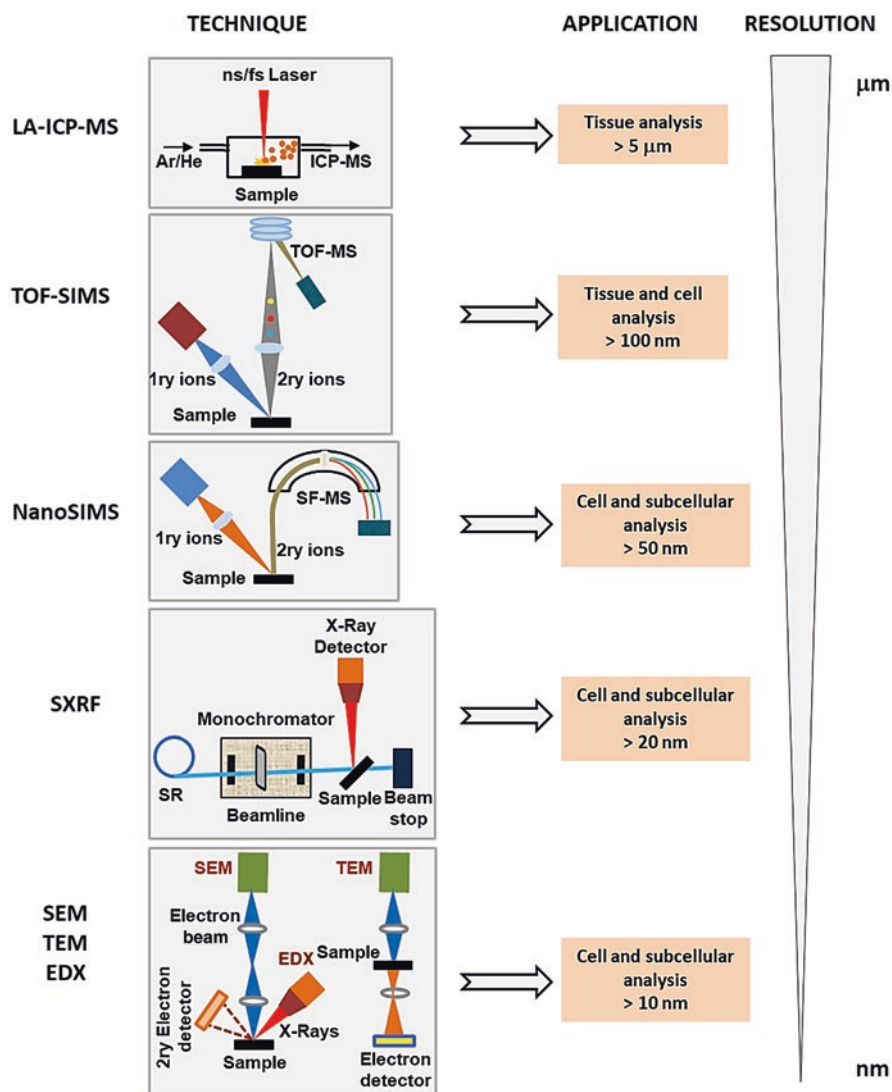 TECHNIQUE
APPLICATION
RESOLUTION
LA-ICP-MS
ns/fs Laser
Ar/He
ICP-MS
Sample
Tissue analysis
> 5 μm
μm
TOF-SIMS
TOF-MS
1ry ions
2ry ions
Sample
Tissue and cell
analysis
> 100 nm
NanoSIMS
SF-MS
1ry ions
2ry ions
Sample
Cell and subcellular
analysis
> 50 nm
SXRF
X-Ray
Detector
Monochromator
SR
Beamline
Sample
Beam
stop
Cell and subcellular
analysis
> 20 nm
SEM
TEM
EDX
SEM
Electron
beam
EDX
2ry Electron
detector
X-Rays
Sample
TEM
Sample
Electron
detector
Cell and subcellular
analysis
> 10 nm
nm